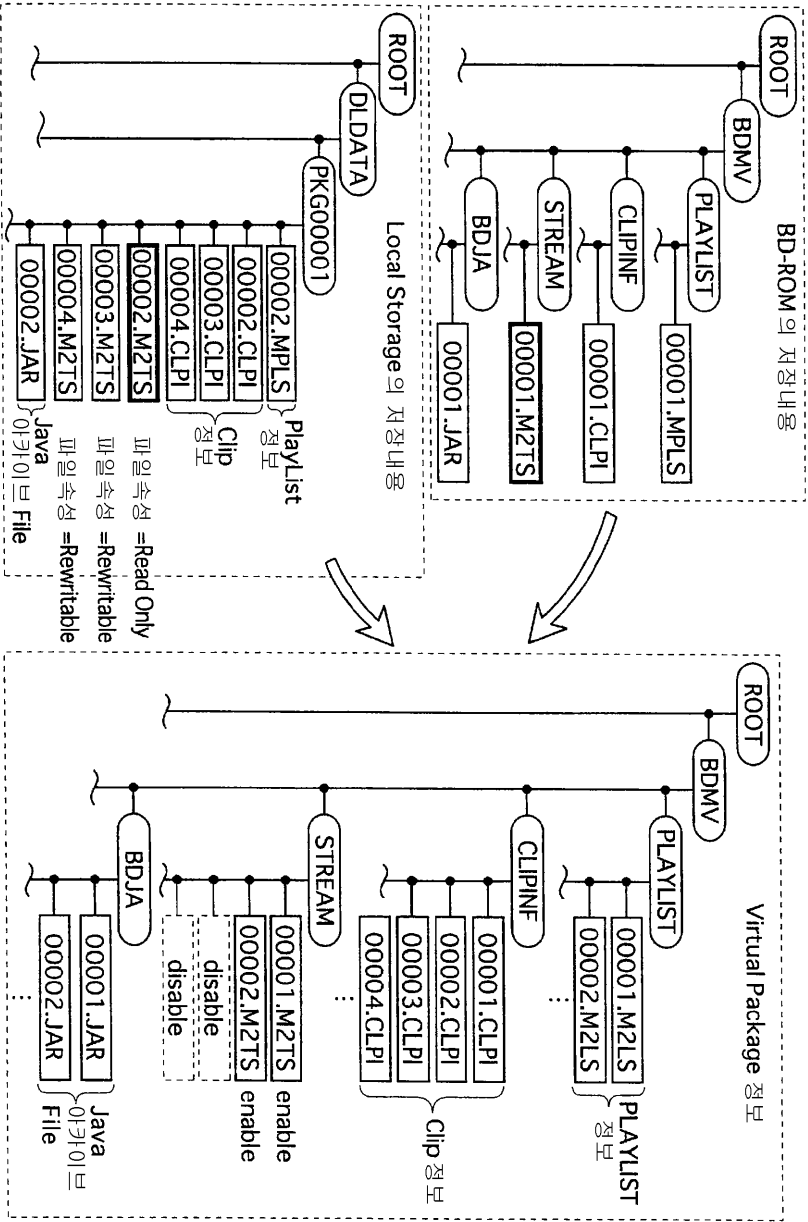 BD-ROM의 저장내용
ROOT
BDMV
PLAYLIST
00001.MPLS
CLIPINF
00001.CLPI
STREAM
00001.M2TS
BDJA
00001.JAR
Local Storage의 저장내용
ROOT
DLDATA
PKG00001
00002.MPLS
PlayList
정보
00002.CLPI
00003.CLPI
00004.CLPI
Clip
정보
00002.M2TS 파일속성 =Read Only
00003.M2TS 파일속성 =Rewritable
00004.M2TS 파일속성 =Rewritable
00002.JAR
Java
아카이브 File
Virtual Package 정보
ROOT
BDMV
PLAYLIST
00001.M2LS
00002.M2LS
PLAYLIST
정보
...
CLIPINF
00001.CLPI
00002.CLPI
00003.CLPI
00004.CLPI
Clip 정보
...
STREAM
00001.M2TS enable
00002.M2TS enable
disable
disable
BDJA
00001.JAR
00002.JAR
Java
아카이브
File
...